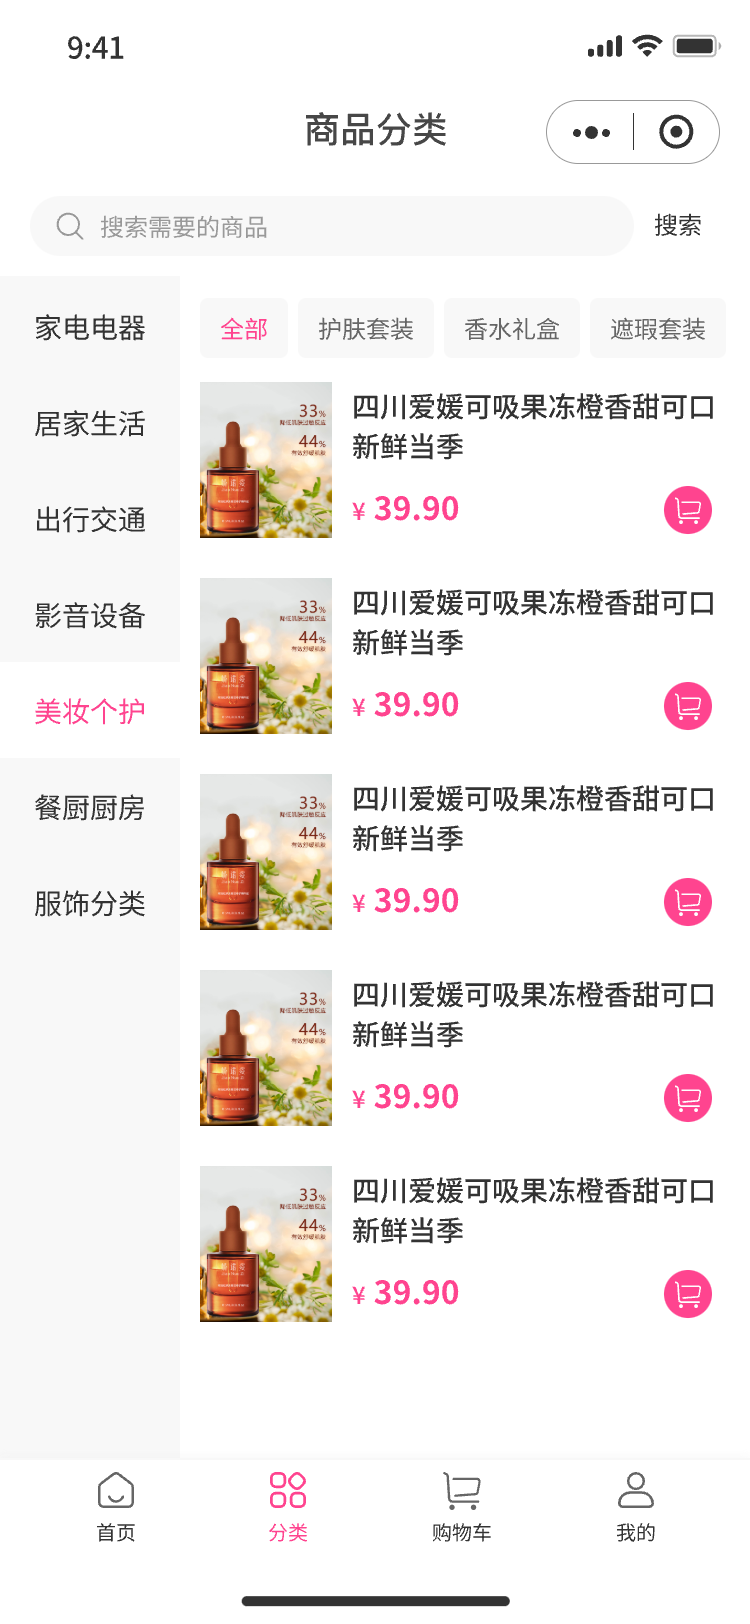 9:41
商品分类
搜索需要的商品
搜索
家电电器
居家生活
出行交通
影音设备
美妆个护
餐厨厨房
服饰分类
全部
护肤套装
香水礼盒
遮瑕套装
33%
44%
四川爱媛可吸果冻橙香甜可口
新鲜当季
¥ 39.90
33%
44%
四川爱媛可吸果冻橙香甜可口
新鲜当季
¥ 39.90
33%
44%
四川爱媛可吸果冻橙香甜可口
新鲜当季
¥ 39.90
33%
44%
四川爱媛可吸果冻橙香甜可口
新鲜当季
¥ 39.90
33%
44%
四川爱媛可吸果冻橙香甜可口
新鲜当季
¥ 39.90
首页
分类
购物车
我的